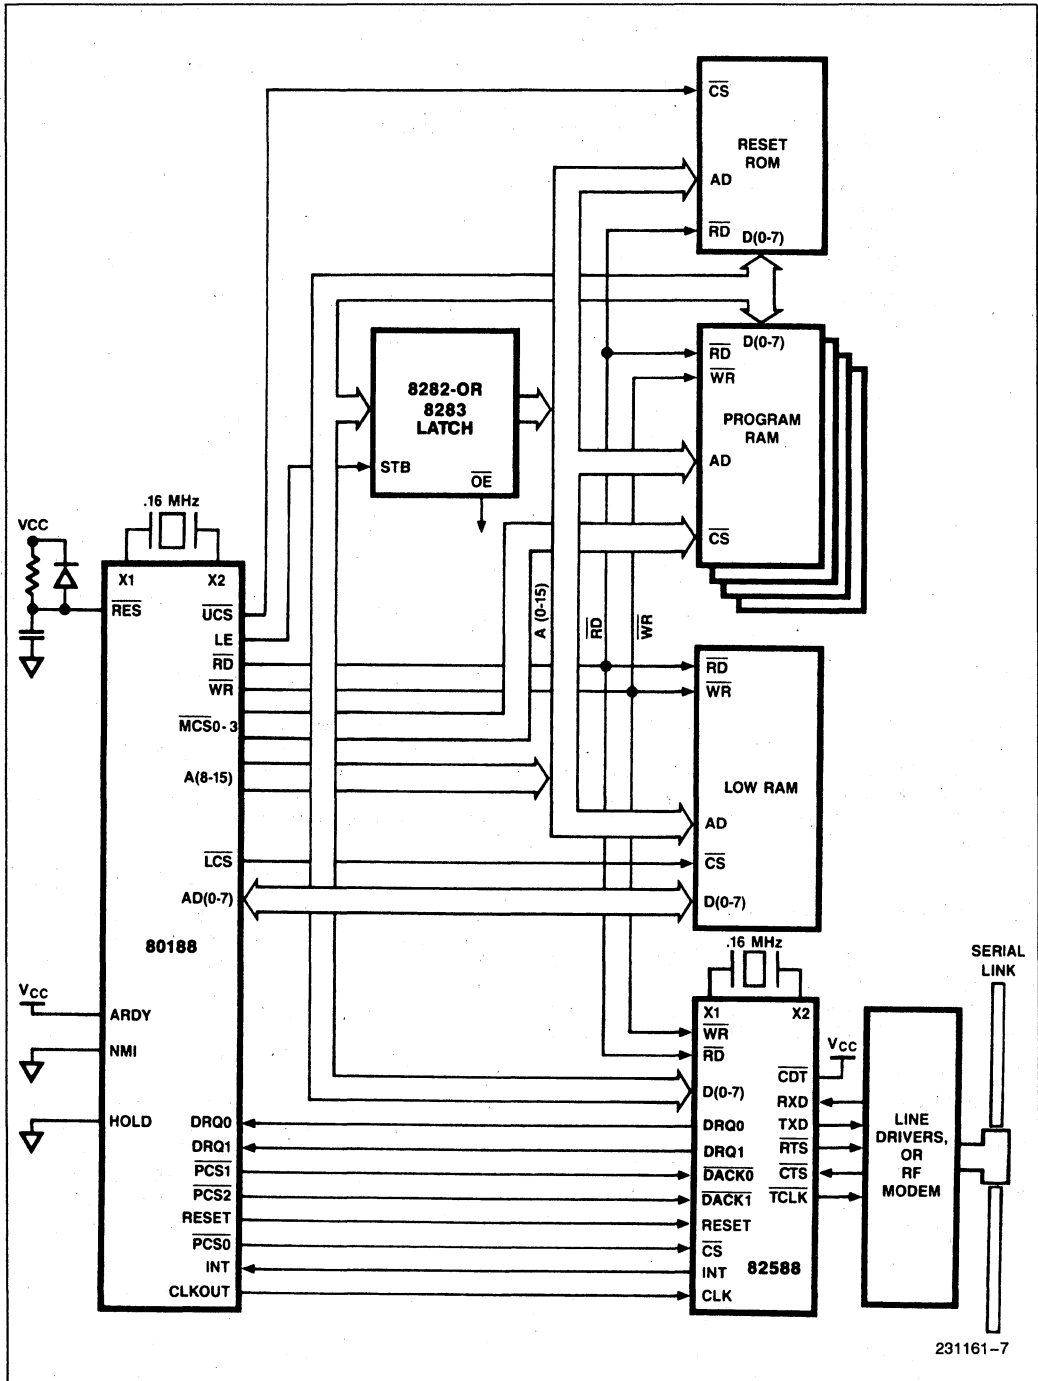 CS
RESET
ROM
AD
RD
D(0-7)
D(0-7)
RD
WR
PROGRAM
RAM
AD
CS
8282-OR
8283
LATCH
STB
OE
.16 MHz
VCC
X1
X2
RES
UCS
LE
RD
WR
MCS0-3
A(8-15)
LCS
AD(0-7)
80188
VCC
ARDY
NMI
HOLD
DRQ0
DRQ1
PCS1
PCS2
RESET
PCS0
INT
CLKOUT
A (0-15)
RD
WR
RD
WR
LOW RAM
AD
CS
D(0-7)
.16 MHz
X1
X2
WR
RD
D(0-7)
DRQ0
DRQ1
DACK0
DACK1
RESET
CS
INT
CLK
82588
VCC
CDT
RXD
TXD
RTS
CTS
TCLK
LINE
DRIVERS,
OR
RF
MODEM
SERIAL
LINK
231161-7